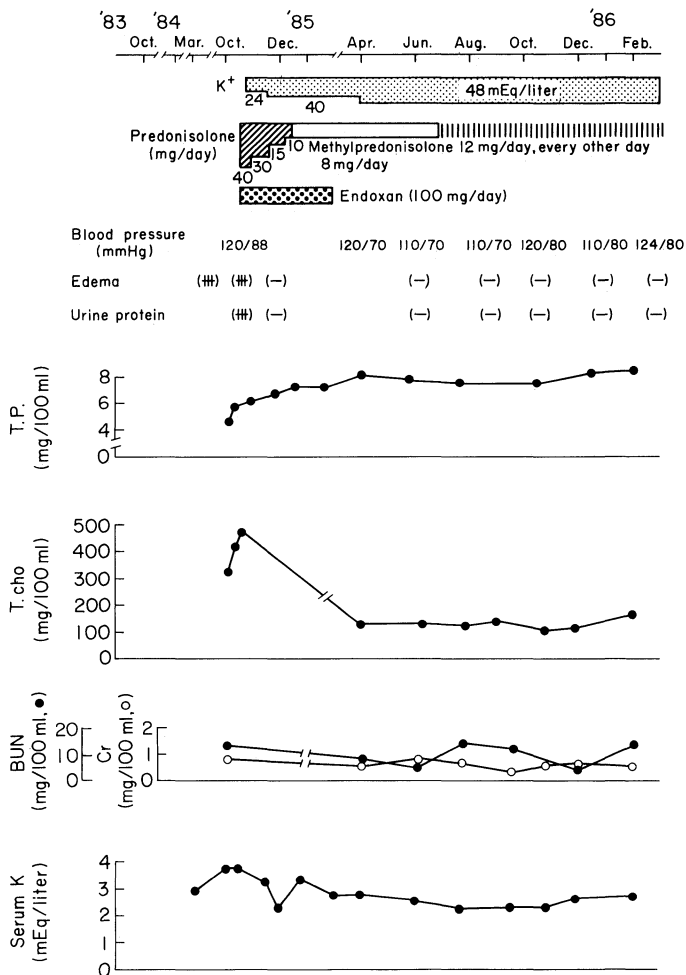 '83 '84 '85 '86
Oct. Mar. Oct. Dec. Apr. Jun. Aug. Oct. Dec. Feb.
K+
24 40 48 mEq/liter
Predonisolone
(mg/day)
40 30 15 10 Methylpredonisolone 12 mg/day, every other day
8 mg/day
Endoxan (100 mg/day)
Blood pressure
(mmHg)
120/88 120/70 110/70 110/70 120/80 110/80 124/80
Edema (卌) (卌) (—) (—) (—) (—) (—) (—)
Urine protein (卌) (—) (—) (—) (—) (—) (—)
T.P.
(mg/100 ml)
8
6
4
0
T.cho
(mg/100 ml)
500
400
300
200
100
0
BUN
(mg/100 ml, ●)
20
10
0
Cr
(mg/100 ml, ○)
2
1
0
Serum K
(mEq/liter)
4
3
2
1
0